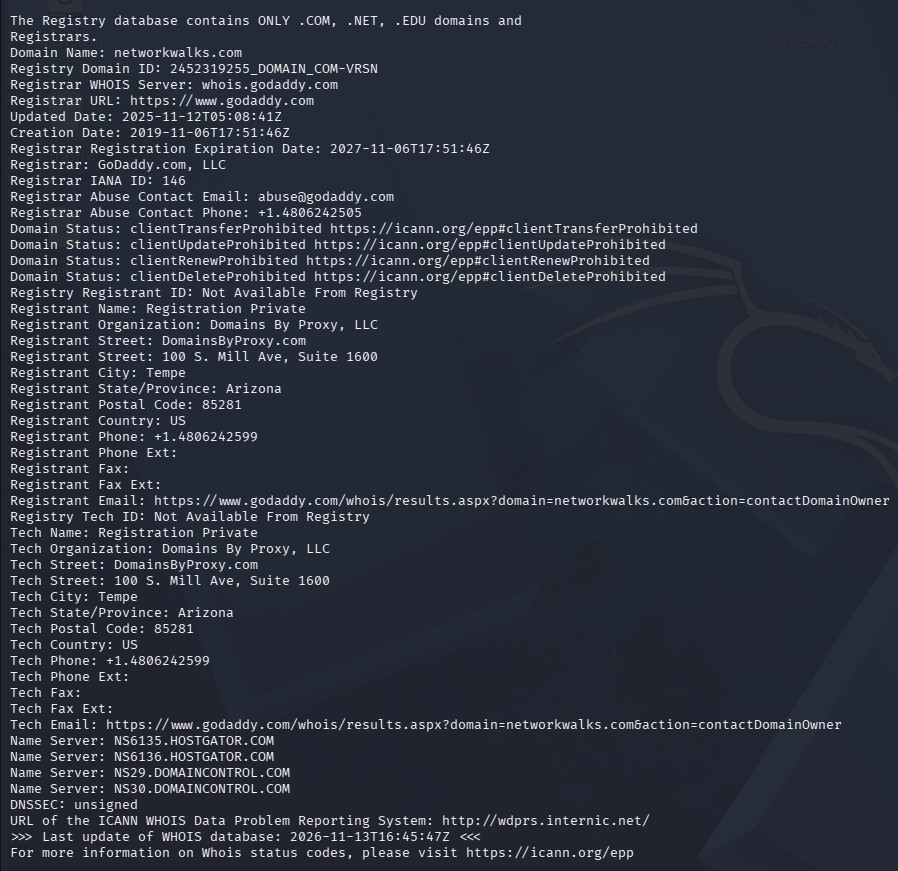 The Registry database contains ONLY .COM, .NET, .EDU domains and
Registrars.
Domain Name: networkwalks.com
Registry Domain ID: 2452319255_DOMAIN_COM-VRSN
Registrar WHOIS Server: whois.godaddy.com
Registrar URL: https://www.godaddy.com
Updated Date: 2025-11-12T05:08:41Z
Creation Date: 2019-11-06T17:51:46Z
Registrar Registration Expiration Date: 2027-11-06T17:51:46Z
Registrar: GoDaddy.com, LLC
Registrar IANA ID: 146
Registrar Abuse Contact Email: abuse@godaddy.com
Registrar Abuse Contact Phone: +1.4806242505
Domain Status: clientTransferProhibited https://icann.org/epp#clientTransferProhibited
Domain Status: clientUpdateProhibited https://icann.org/epp#clientUpdateProhibited
Domain Status: clientRenewProhibited https://icann.org/epp#clientRenewProhibited
Domain Status: clientDeleteProhibited https://icann.org/epp#clientDeleteProhibited
Registry Registrant ID: Not Available From Registry
Registrant Name: Registration Private
Registrant Organization: Domains By Proxy, LLC
Registrant Street: DomainsByProxy.com
Registrant Street: 100 S. Mill Ave, Suite 1600
Registrant City: Tempe
Registrant State/Province: Arizona
Registrant Postal Code: 85281
Registrant Country: US
Registrant Phone: +1.4806242599
Registrant Phone Ext:
Registrant Fax:
Registrant Fax Ext:
Registrant Email: https://www.godaddy.com/whois/results.aspx?domain=networkwalks.com&action=contactDomainOwner
Registry Tech ID: Not Available From Registry
Tech Name: Registration Private
Tech Organization: Domains By Proxy, LLC
Tech Street: DomainsByProxy.com
Tech Street: 100 S. Mill Ave, Suite 1600
Tech City: Tempe
Tech State/Province: Arizona
Tech Postal Code: 85281
Tech Country: US
Tech Phone: +1.4806242599
Tech Phone Ext:
Tech Fax:
Tech Fax Ext:
Tech Email: https://www.godaddy.com/whois/results.aspx?domain=networkwalks.com&action=contactDomainOwner
Name Server: NS6135.HOSTGATOR.COM
Name Server: NS6136.HOSTGATOR.COM
Name Server: NS29.DOMAINCONTROL.COM
Name Server: NS30.DOMAINCONTROL.COM
DNSSEC: unsigned
URL of the ICANN WHOIS Data Problem Reporting System: http://wdprs.internic.net/
>>> Last update of WHOIS database: 2026-11-13T16:45:47Z <<<
For more information on Whois status codes, please visit https://icann.org/epp
LocalSend